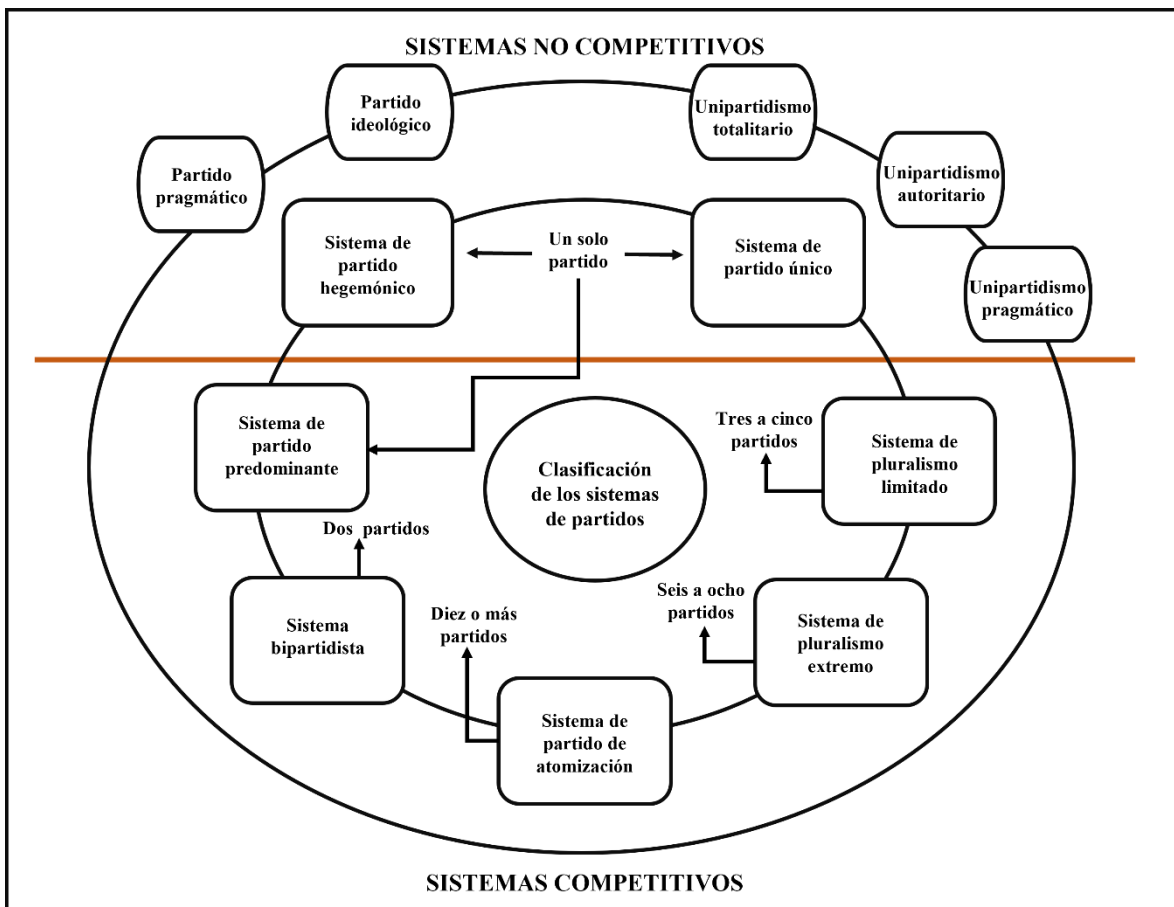 SISTEMAS NO COMPETITIVOS
Partido
ideológico
Unipartidismo
totalitario
Partido
pragmático
Unipartidismo
autoritario
Sistema de
partido
hegemónico
Un solo
partido
Sistema de
partido único
Unipartidismo
pragmático
Sistema de
partido
predominante
Clasificación
de los sistemas
de partidos
Tres a cinco
partidos
Sistema de
pluralismo
limitado
Dos partidos
Sistema
bipartidista
Diez o más
partidos
Seis a ocho
partidos
Sistema de
pluralismo
extremo
Sistema de
partido de
atomización
SISTEMAS COMPETITIVOS